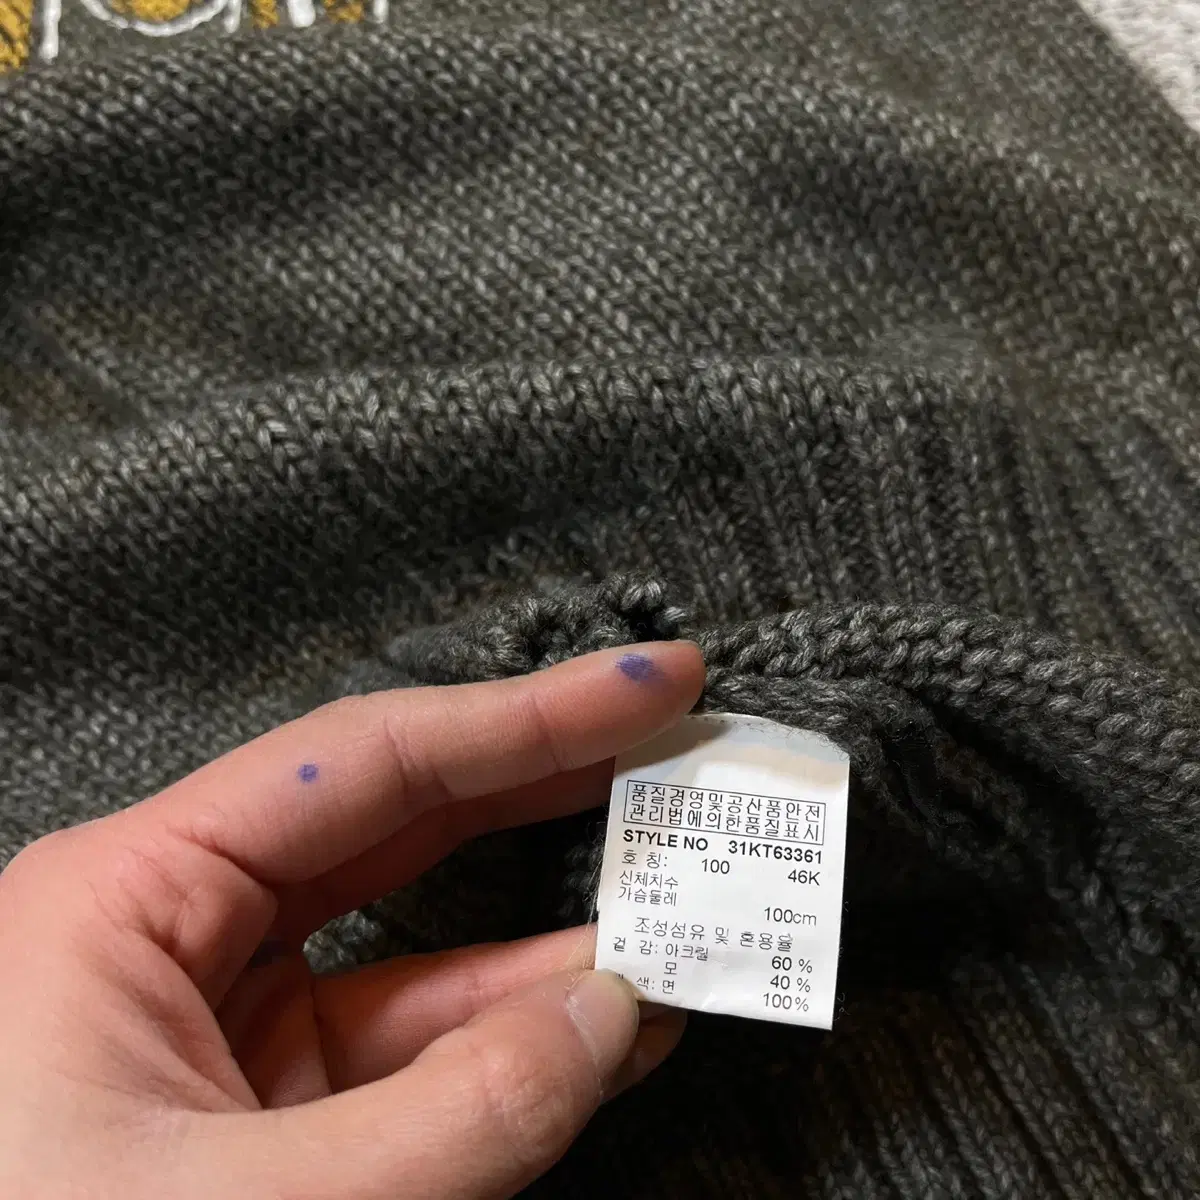 품질경영및공산품안전
관리법에의한품질표시
STYLE NO 31KT63361
호 칭: 100 46K
신체치수
가슴둘레 100cm
조성섬유 및 혼용율
겉 감: 아크릴 60 %
모 40 %
색: 면 100%